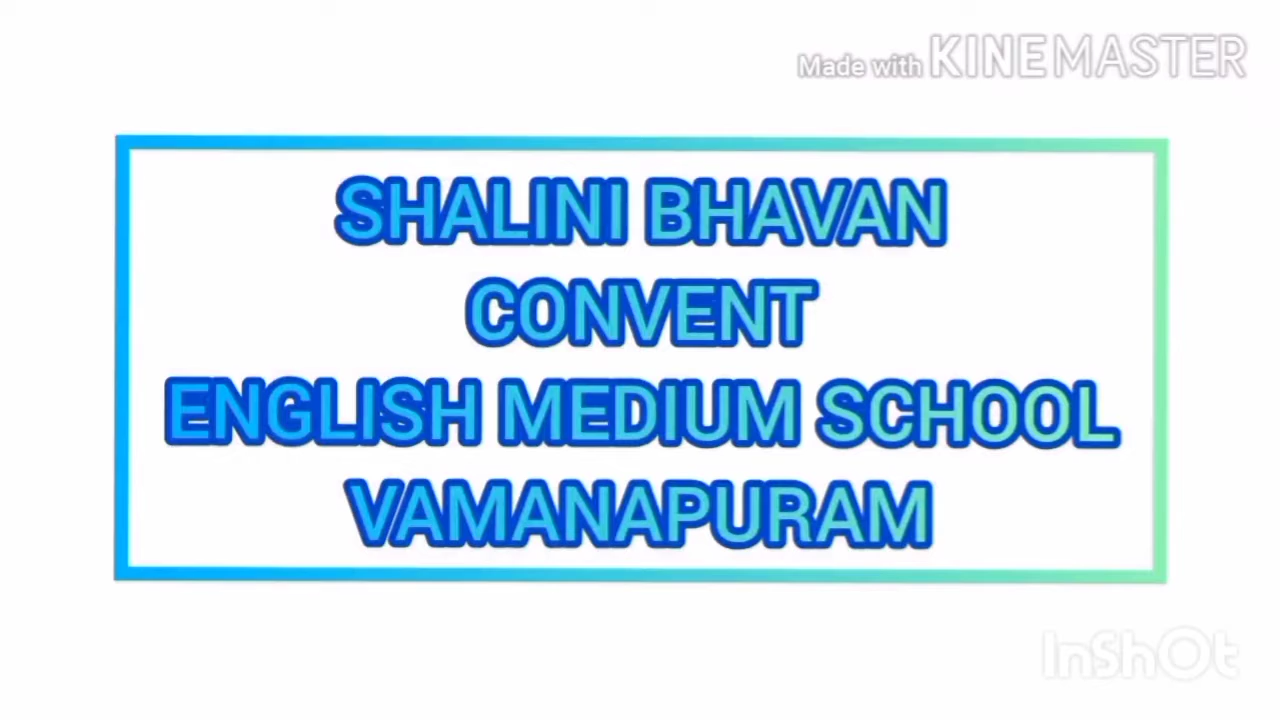 Made with KINEMASTER
SHALINI BHAVAN
CONVENT
ENGLISH MEDIUM SCHOOL
VAMANAPURAM
InShOt